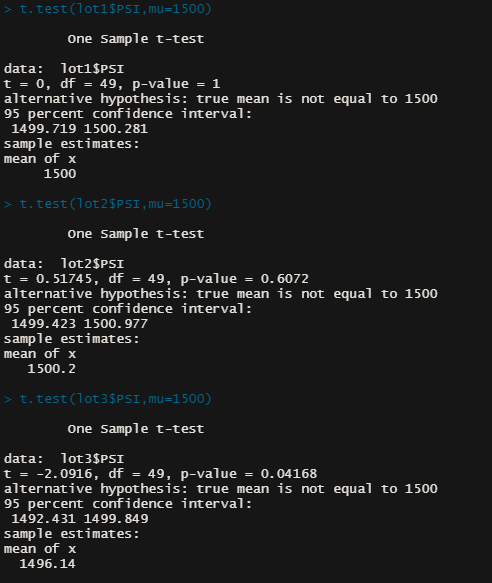 > t.test(lot1$PSI,mu=1500)
One Sample t-test
data:  lot1$PSI
t = 0, df = 49, p-value = 1
alternative hypothesis: true mean is not equal to 1500
95 percent confidence interval:
1499.719 1500.281
sample estimates:
mean of x
1500
> t.test(lot2$PSI,mu=1500)
One Sample t-test
data:  lot2$PSI
t = 0.51745, df = 49, p-value = 0.6072
alternative hypothesis: true mean is not equal to 1500
95 percent confidence interval:
1499.423 1500.977
sample estimates:
mean of x
1500.2
> t.test(lot3$PSI,mu=1500)
One Sample t-test
data:  lot3$PSI
t = -2.0916, df = 49, p-value = 0.04168
alternative hypothesis: true mean is not equal to 1500
95 percent confidence interval:
1492.431 1499.849
sample estimates:
mean of x
1496.14